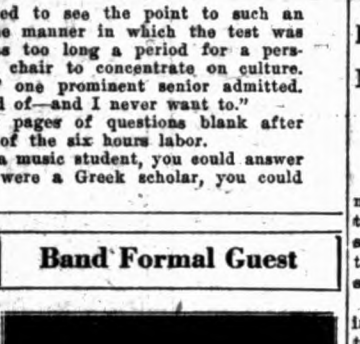 ed to see the point to such an
e manner in which the test was
s too long a period for a pers-
chair to concentrate on culture.
one prominent senior admitted.
d of—and I never want to."
pages of questions blank after
of the six hours labor.
a music student, you could answer
were a Greek scholar, you could
Band Formal Guest